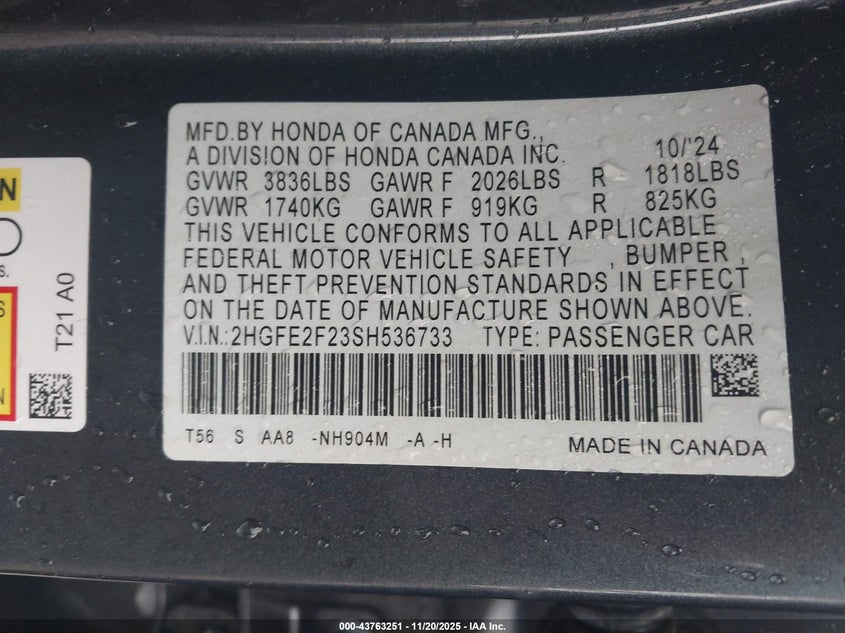 MFD.BY HONDA OF CANADA MFG.,
A DIVISION OF HONDA CANADA INC. 10/'24
GVWR 3836LBS GAWR F 2026LBS R 1818LBS
GVWR 1740KG GAWR F 919KG R 825KG
THIS VEHICLE CONFORMS TO ALL APPLICABLE
FEDERAL MOTOR VEHICLE SAFETY , BUMPER ,
AND THEFT PREVENTION STANDARDS IN EFFECT
ON THE DATE OF MANUFACTURE SHOWN ABOVE.
V.I.N.:2HGFE2F23SH536733 TYPE: PASSENGER CAR
T56 S AA8 -NH904M -A -H
MADE IN CANADA
T21 A0
000-43763251 - 11/20/2025 - IAA Inc.